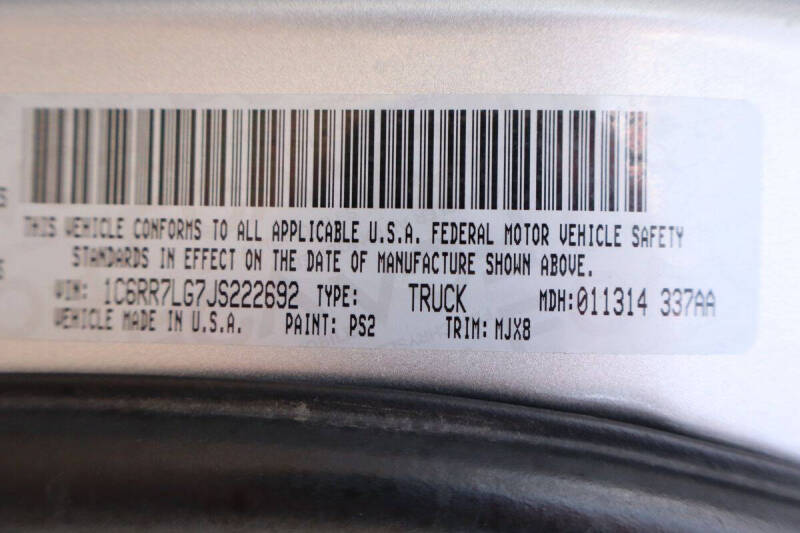 THIS VEHICLE CONFORMS TO ALL APPLICABLE U.S.A. FEDERAL MOTOR VEHICLE SAFETY
STANDARDS IN EFFECT ON THE DATE OF MANUFACTURE SHOWN ABOVE.
VIN: 1C6RR7LG7JS222692 TYPE: TRUCK MDH:011314 337AA
VEHICLE MADE IN U.S.A. PAINT: PS2 TRIM: MJX8